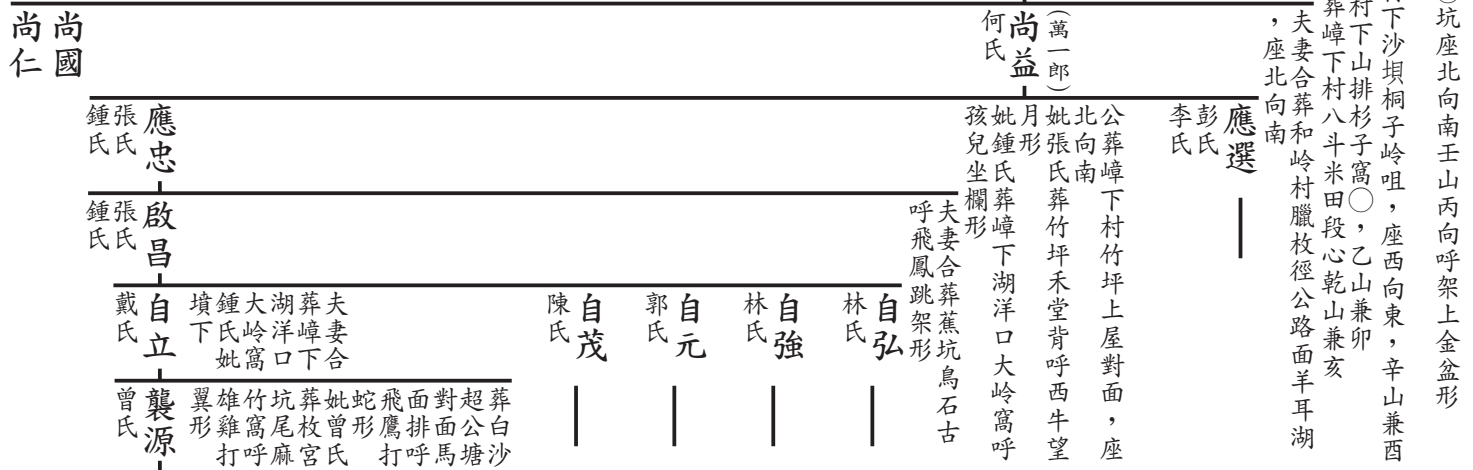 坑座北向南壬山丙向呼架上金盆形
下沙垻桐子岭咀，座西向東，辛山兼酉
村下山排杉子窩○，乙山兼卯
葬嶂下村八斗米田段心乾山兼亥
夫妻合葬和岭村臘枚徑公路面羊耳湖
，座北向南
(萬一郎)
尚益
何氏
尚國
尚仁
應選
彭氏
李氏
公葬嶂下村竹坪上屋對面，座
北向南
妣張氏葬竹坪禾堂背呼西牛望
月形
妣鍾氏葬嶂下湖洋口大岭窩呼
孩兒坐欄形
應忠
張氏
鍾氏
夫妻合葬蕉坑鳥石古
呼飛鳳跳架形
啟昌
張氏
鍾氏
自弘
林氏
自強
林氏
自元
郭氏
自茂
陳氏
夫妻合
葬嶂下
湖洋口
大岭窩
鍾氏妣
墳下
自立
戴氏
葬白沙
超公塘
對面馬
面排呼
飛鷹打
蛇形
妣曾氏
葬枚宮
坑尾麻
竹窩呼
雄雞打
翼形
襲源
曾氏